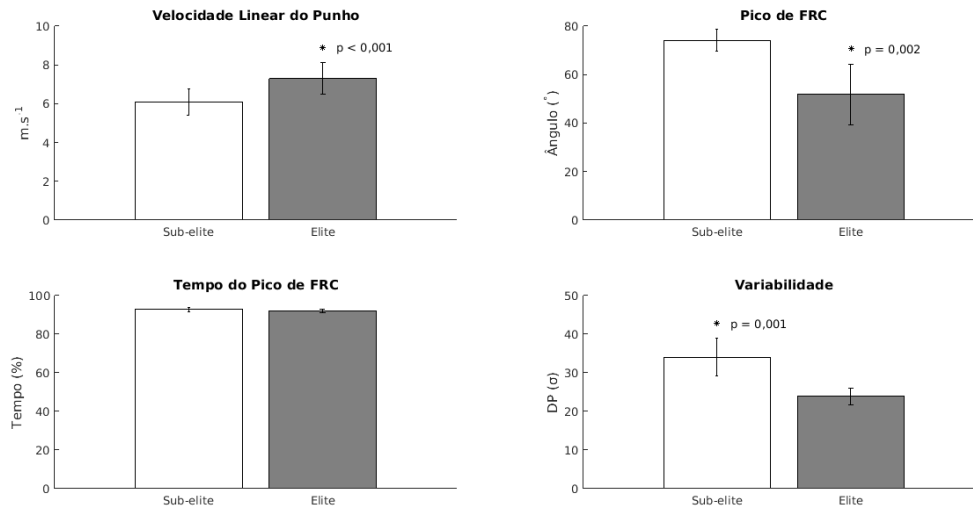 Velocidade Linear do Punho
10
8
6
4
2
0
m.s⁻¹
* p < 0,001
Sub-elite Elite
Pico de FRC
80
60
40
20
0
Ângulo (°)
* p = 0,002
Sub-elite Elite
Tempo do Pico de FRC
100
80
60
40
20
0
Tempo (%)
Sub-elite Elite
Variabilidade
50
40
30
20
10
0
DP (σ)
* p = 0,001
Sub-elite Elite